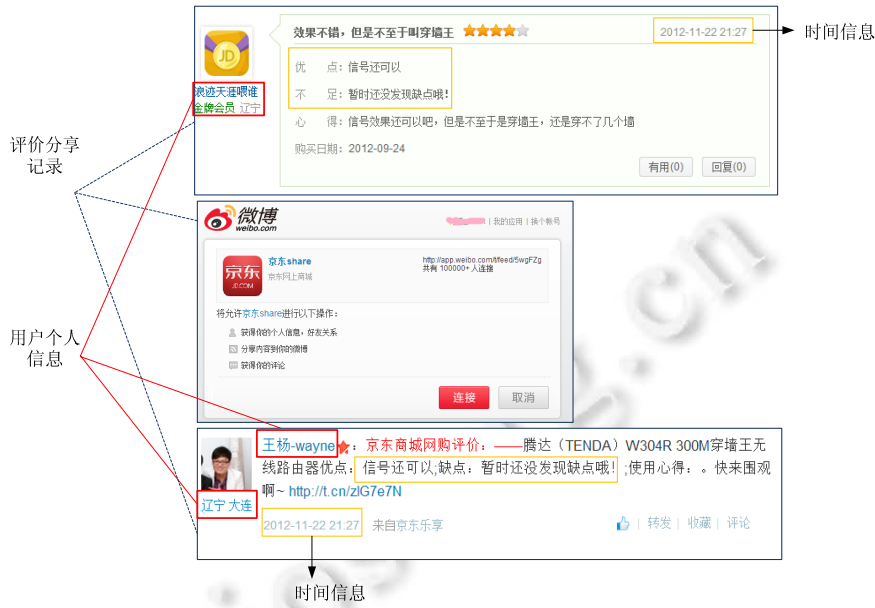 效果不错，但是不至于叫穿墙王
2012-11-22 21:27
时间信息
JD
优 点：信号还可以
浪迹天涯喂谁
不 足：暂时还没发现缺点哦！
金牌会员 辽宁
心 得：信号效果还可以吧，但是不至于是穿墙王，还是穿不了几个墙
评价分享
记录
购买日期：2012-09-24
有用(0) 回复(0)
微博
weibo.com
| 我的应用 | 换个帐号
京东share
http://app.weibo.com/t/feed/5wgFZg
京东
JD.COM
京东网上商城
共有 100000+ 人连接
将允许京东share进行以下操作：
获得你的个人信息，好友关系
用户个人
信息
分享内容到你的微博
获得你的评论
连接 取消
王杨-wayne：京东商城网购评价：——腾达（TENDA）W304R 300M穿墙王无
线路由器优点：信号还可以;缺点：暂时还没发现缺点哦！;使用心得：。快来围观
啊~ http://t.cn/zlG7e7N
辽宁 大连
2012-11-22 21:27 来自京东乐享
| 转发 | 收藏 | 评论
时间信息